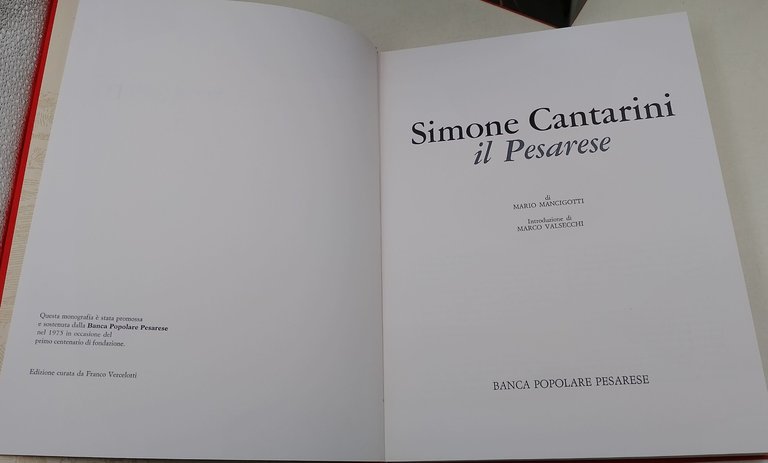 Questa monografia è stata promossa
e sostenuta dalla Banca Popolare Pesarese
nel 1975 in occasione del
primo centenario di fondazione.
Edizione curata da Franco Vercelotti
Simone Cantarini
il Pesarese
di
MARIO MANCIGOTTI
Introduzione di
MARCO VALSECCHI
BANCA POPOLARE PESARESE